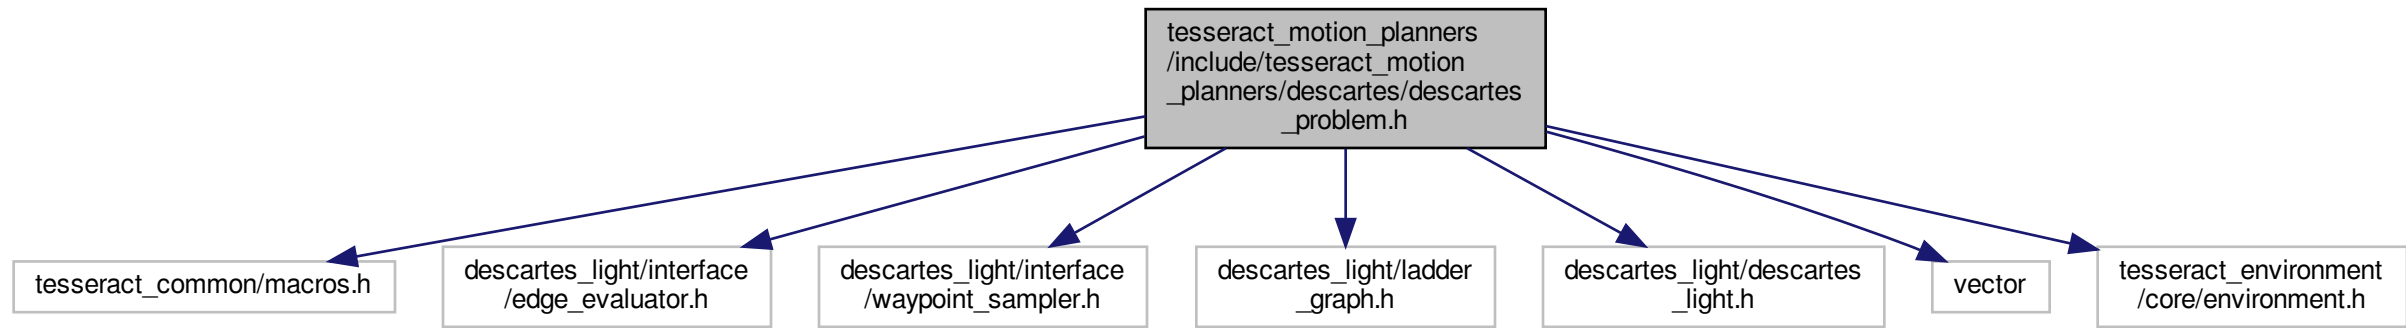 tesseract_motion_planners
/include/tesseract_motion
_planners/descartes/descartes
_problem.h
tesseract_common/macros.h
descartes_light/interface
/edge_evaluator.h
descartes_light/interface
/waypoint_sampler.h
descartes_light/ladder
_graph.h
descartes_light/descartes
_light.h
vector
tesseract_environment
/core/environment.h